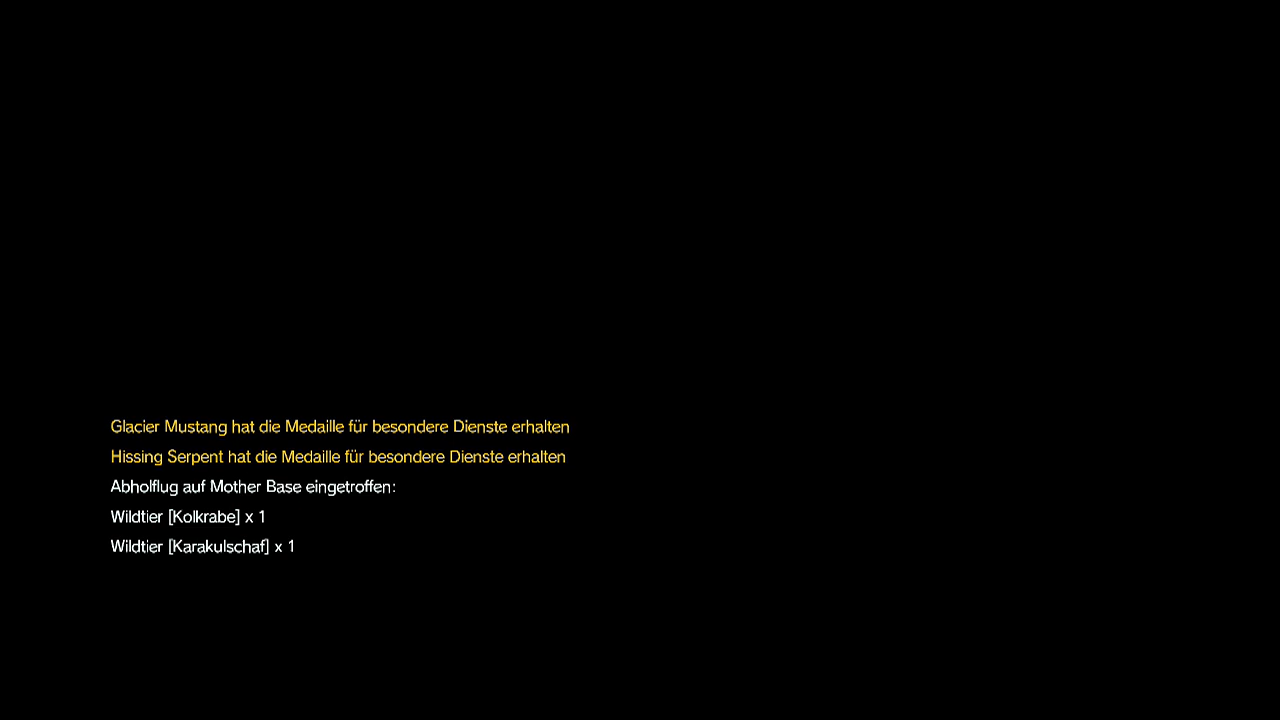 Glacier Mustang hat die Medaille für besondere Dienste erhalten
Hissing Serpent hat die Medaille für besondere Dienste erhalten
Abholflug auf Mother Base eingetroffen:
Wildtier [Kolkrabe] x 1
Wildtier [Karakulschaf] x 1